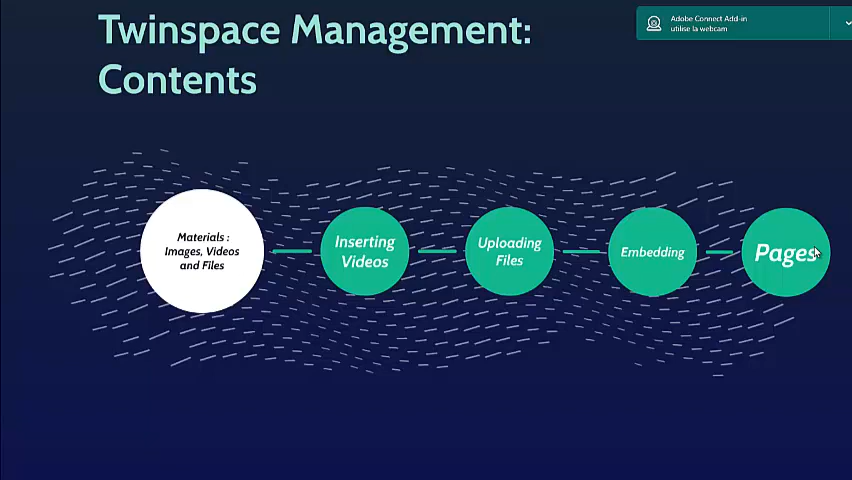 Twinspace Management:
Contents
Adobe Connect Add-in
utilise la webcam
Materials :
Images, Videos
and Files
Inserting
Videos
Uploading
Files
Embedding
Pages